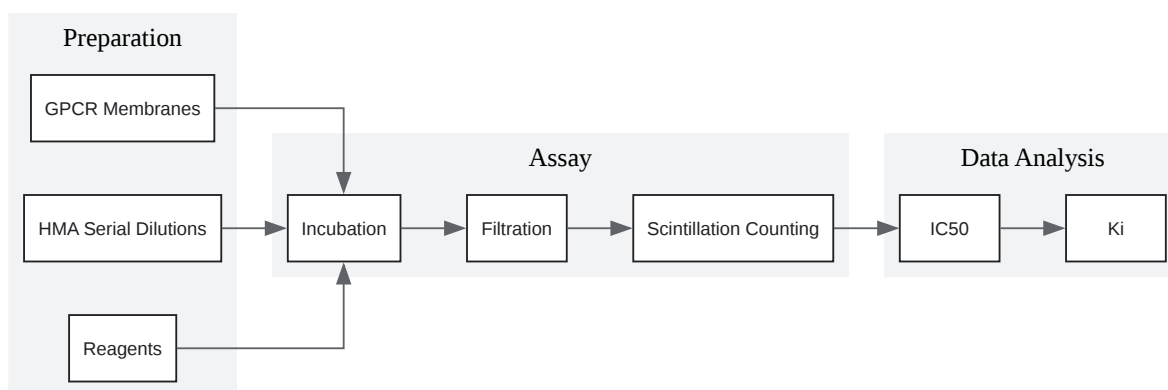 Preparation
GPCR Membranes
HMA Serial Dilutions
Reagents
Assay
Incubation
Filtration
Scintillation Counting
Data Analysis
IC50
Ki